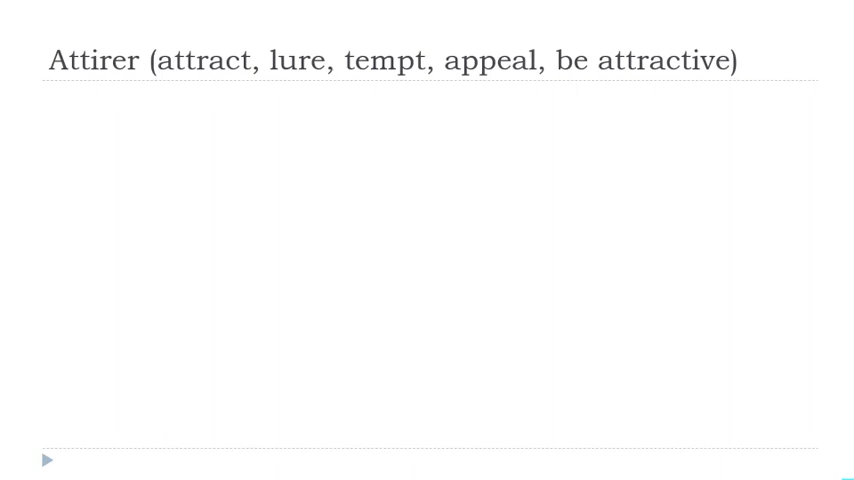 Attirer (attract, lure, tempt, appeal, be attractive)